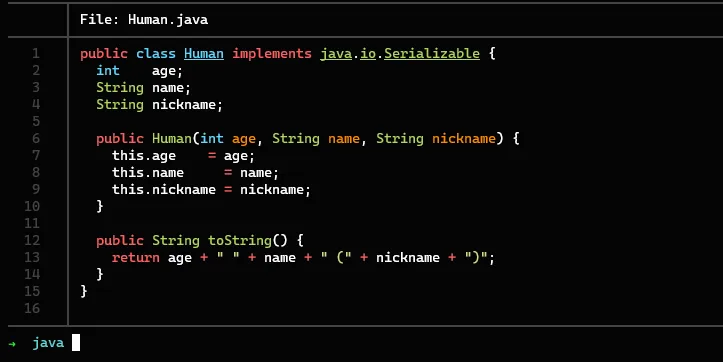 File: Human.java
1 public class Human implements java.io.Serializable {
2   int    age;
3   String name;
4   String nickname;
5
6   public Human(int age, String name, String nickname) {
7     this.age    = age;
8     this.name     = name;
9     this.nickname = nickname;
10   }
11
12   public String toString() {
13     return age + " " + name + " (" + nickname + ")";
14   }
15 }
16
→ java